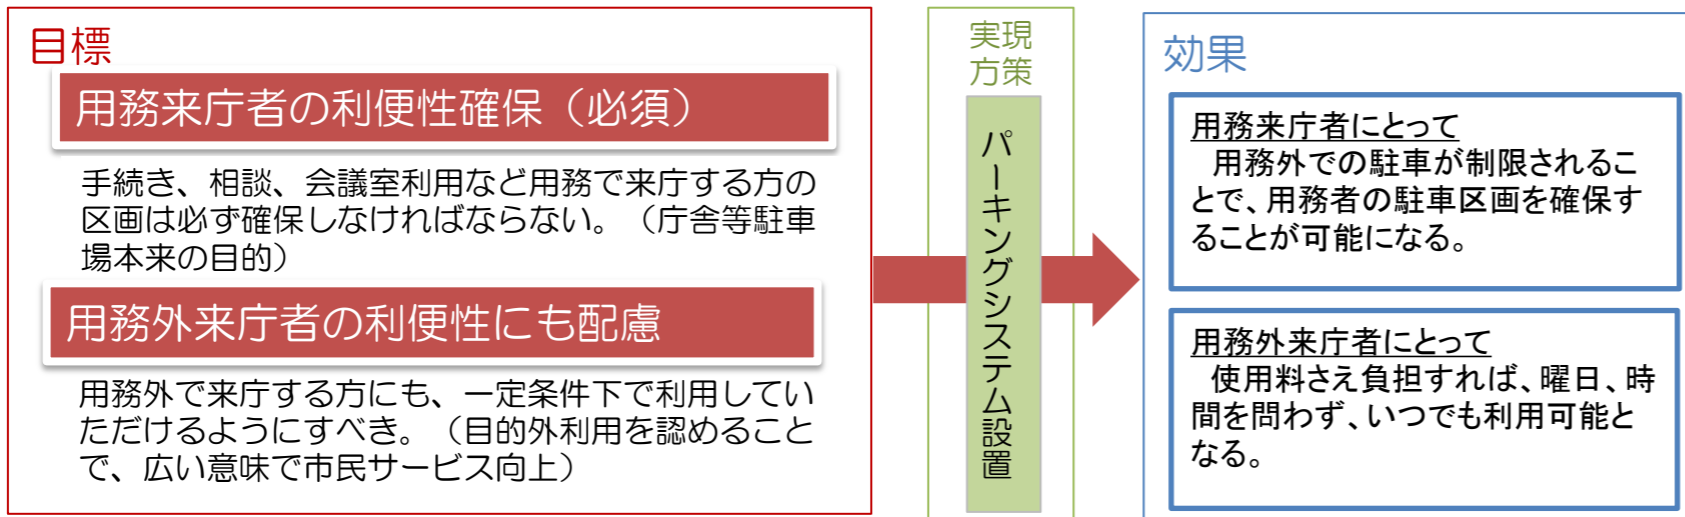 目標
用務来庁者の利便性確保（必須）
手続き、相談、会議室利用など用務で来庁する方の
区画は必ず確保しなければならない。（庁舎等駐車
場本来の目的）
用務外来庁者の利便性にも配慮
用務外で来庁する方にも、一定条件下で利用してい
ただけるようにすべき。（目的外利用を認めること
で、広い意味で市民サービス向上）
実現
方策
パーキングシステム設置
効果
用務来庁者にとって
用務外での駐車が制限されるこ
とで、用務者の駐車区画を確保す
ることが可能になる。
用務外来庁者にとって
使用料さえ負担すれば、曜日、時
間を問わず、いつでも利用可能と
なる。